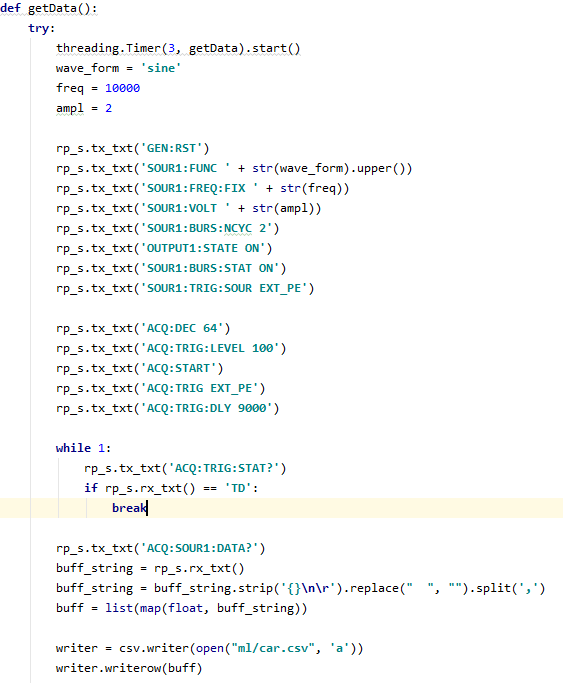 def getData():
    try:
        threading.Timer(3, getData).start()
        wave_form = 'sine'
        freq = 10000
        ampl = 2

        rp_s.tx_txt('GEN:RST')
        rp_s.tx_txt('SOUR1:FUNC ' + str(wave_form).upper())
        rp_s.tx_txt('SOUR1:FREQ:FIX ' + str(freq))
        rp_s.tx_txt('SOUR1:VOLT ' + str(ampl))
        rp_s.tx_txt('SOUR1:BURS:NCYC 2')
        rp_s.tx_txt('OUTPUT1:STATE ON')
        rp_s.tx_txt('SOUR1:BURS:STAT ON')
        rp_s.tx_txt('SOUR1:TRIG:SOUR EXT_PE')

        rp_s.tx_txt('ACQ:DEC 64')
        rp_s.tx_txt('ACQ:TRIG:LEVEL 100')
        rp_s.tx_txt('ACQ:START')
        rp_s.tx_txt('ACQ:TRIG EXT_PE')
        rp_s.tx_txt('ACQ:TRIG:DLY 9000')

        while 1:
            rp_s.tx_txt('ACQ:TRIG:STAT?')
            if rp_s.rx_txt() == 'TD':
                break

        rp_s.tx_txt('ACQ:SOUR1:DATA?')
        buff_string = rp_s.rx_txt()
        buff_string = buff_string.strip('{}\n\r').replace("  ", "").split(',')
        buff = list(map(float, buff_string))

        writer = csv.writer(open("ml/car.csv", 'a'))
        writer.writerow(buff)